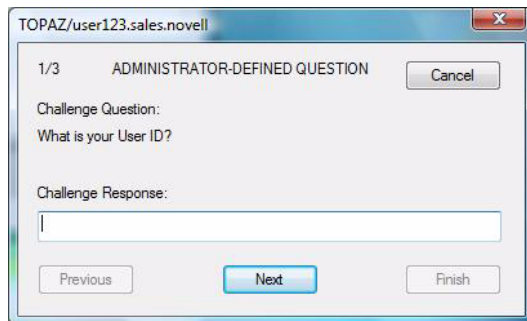 TOPAZ/user123.sales.novell
1/3 ADMINISTRATOR-DEFINED QUESTION
Cancel
Challenge Question:
What is your User ID?
Challenge Response:
Previous Next Finish